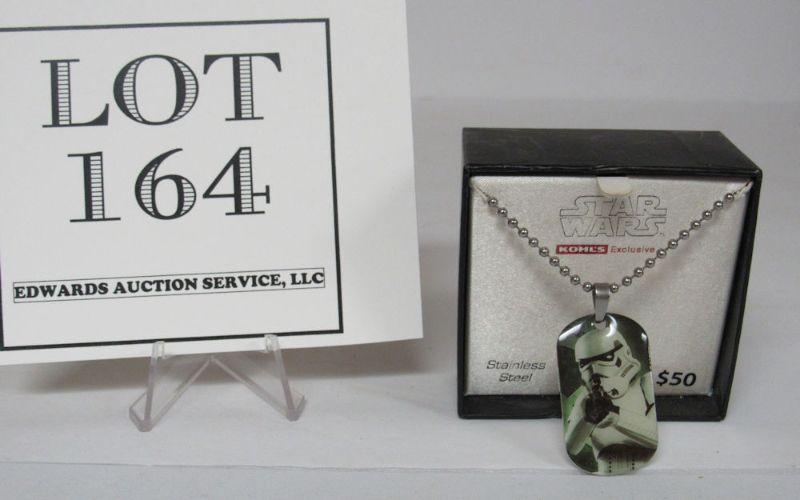 LOT
164
EDWARDS AUCTION SERVICE, LLC
STAR
WARS
KOHL'S Exclusive
Stainless
Steel
$50